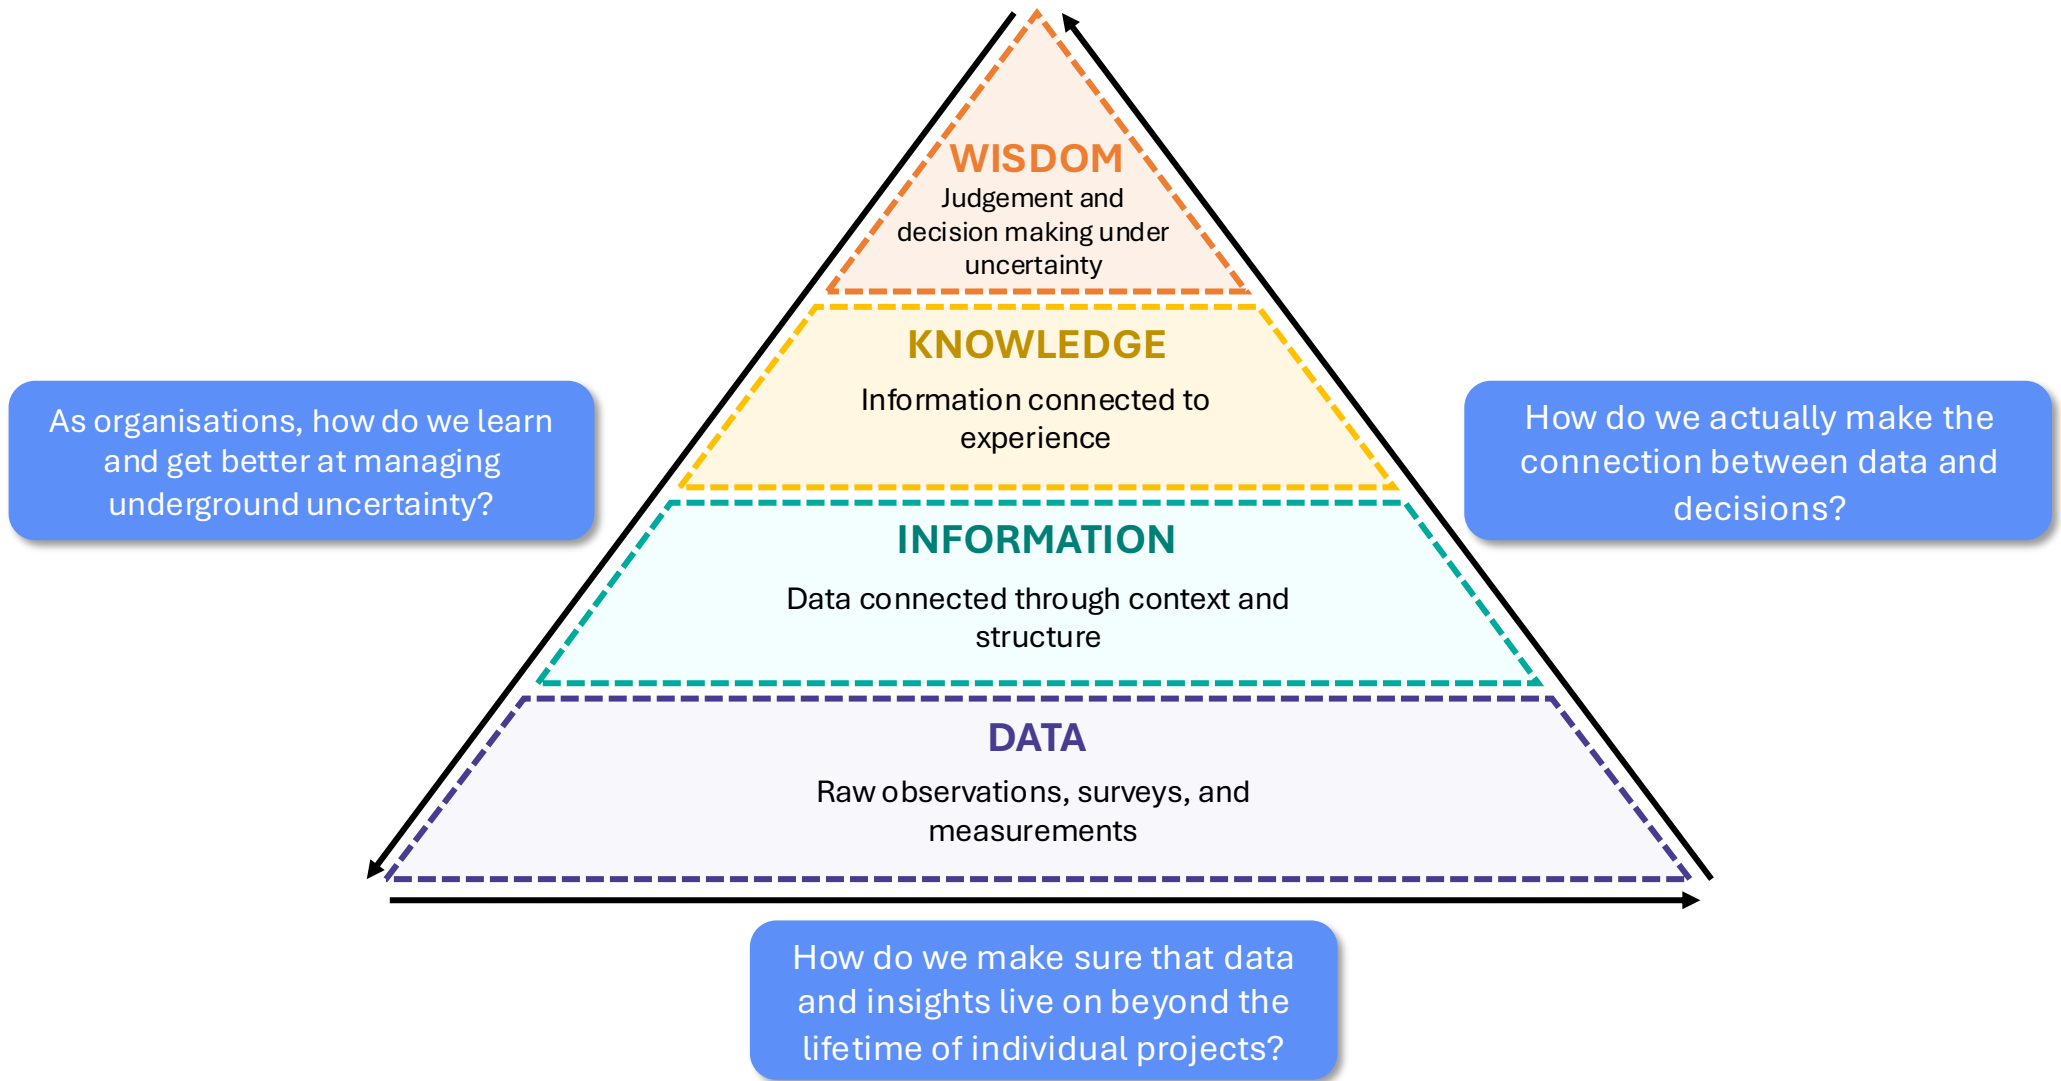 WISDOM
Judgement and
decision making under
uncertainty
KNOWLEDGE
Information connected to
experience
As organisations, how do we learn
and get better at managing
underground uncertainty?
How do we actually make the
connection between data and
decisions?
INFORMATION
Data connected through context and
structure
DATA
Raw observations, surveys, and
measurements
How do we make sure that data
and insights live on beyond the
lifetime of individual projects?